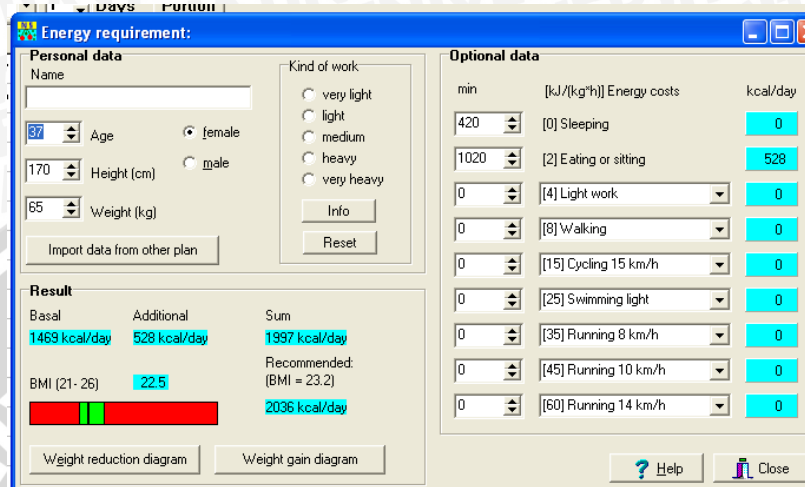 1 Days Portion
NS Energy requirement:
Personal data
Name
37 Age
female
male
170 Height (cm)
65 Weight (kg)
Import data from other plan
Kind of work
very light
light
medium
heavy
very heavy
Info
Reset
Result
Basal Additional Sum
1469 kcal/day 528 kcal/day 1997 kcal/day
Recommended:
BMI (21- 26) 22.5 (BMI = 23.2)
2036 kcal/day
Weight reduction diagram Weight gain diagram
Optional data
min [kJ/(kg*h)] Energy costs kcal/day
420 [0] Sleeping 0
1020 [2] Eating or sitting 528
0 [4] Light work 0
0 [8] Walking 0
0 [15] Cycling 15 km/h 0
0 [25] Swimming light 0
0 [35] Running 8 km/h 0
0 [45] Running 10 km/h 0
0 [60] Running 14 km/h 0
? Help Close